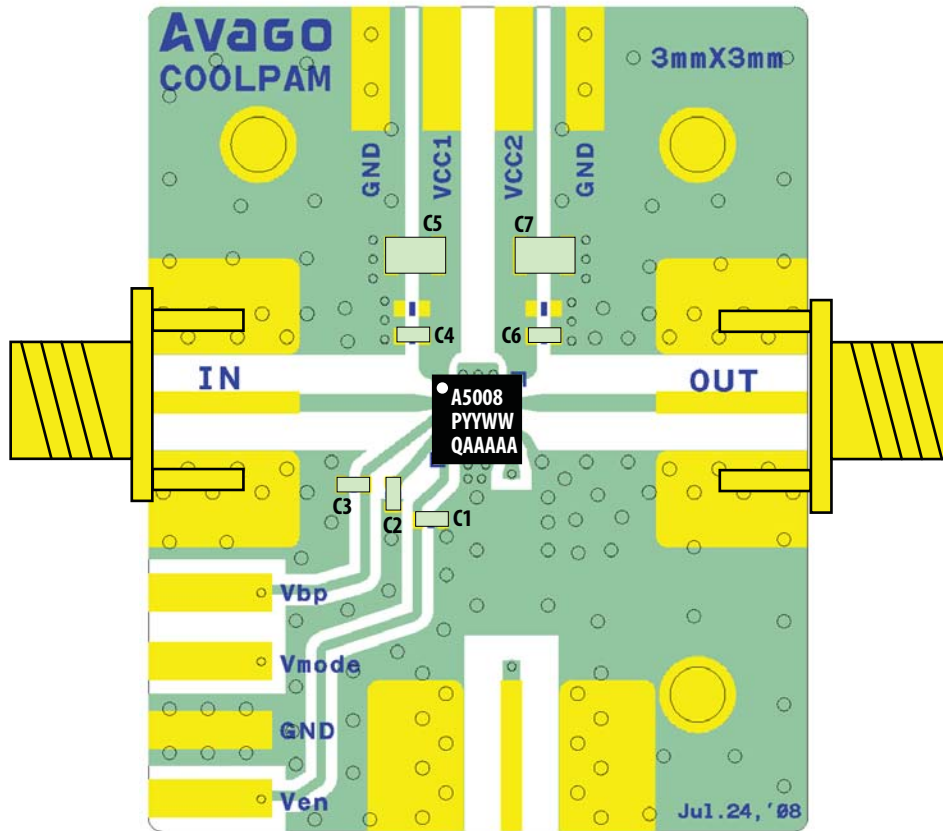 Avago
COOLPAM
3mmX3mm
GND
VCC1
VCC2
GND
C5
C7
C4
C6
IN
OUT
A5008
PYYWW
QAAAAA
C3
C2
C1
Vbp
Vmode
GND
Ven
Jul.24,'08